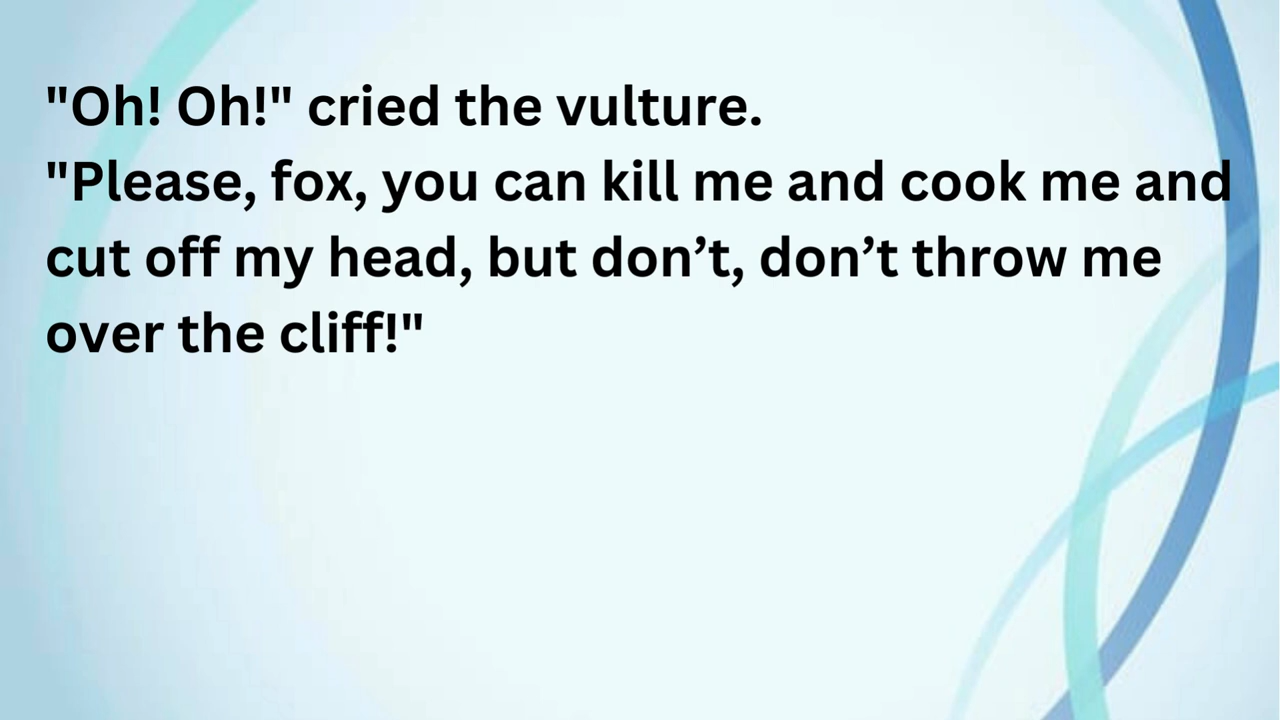 "Oh! Oh!" cried the vulture.
"Please, fox, you can kill me and cook me and
cut off my head, but don’t, don’t throw me
over the cliff!"